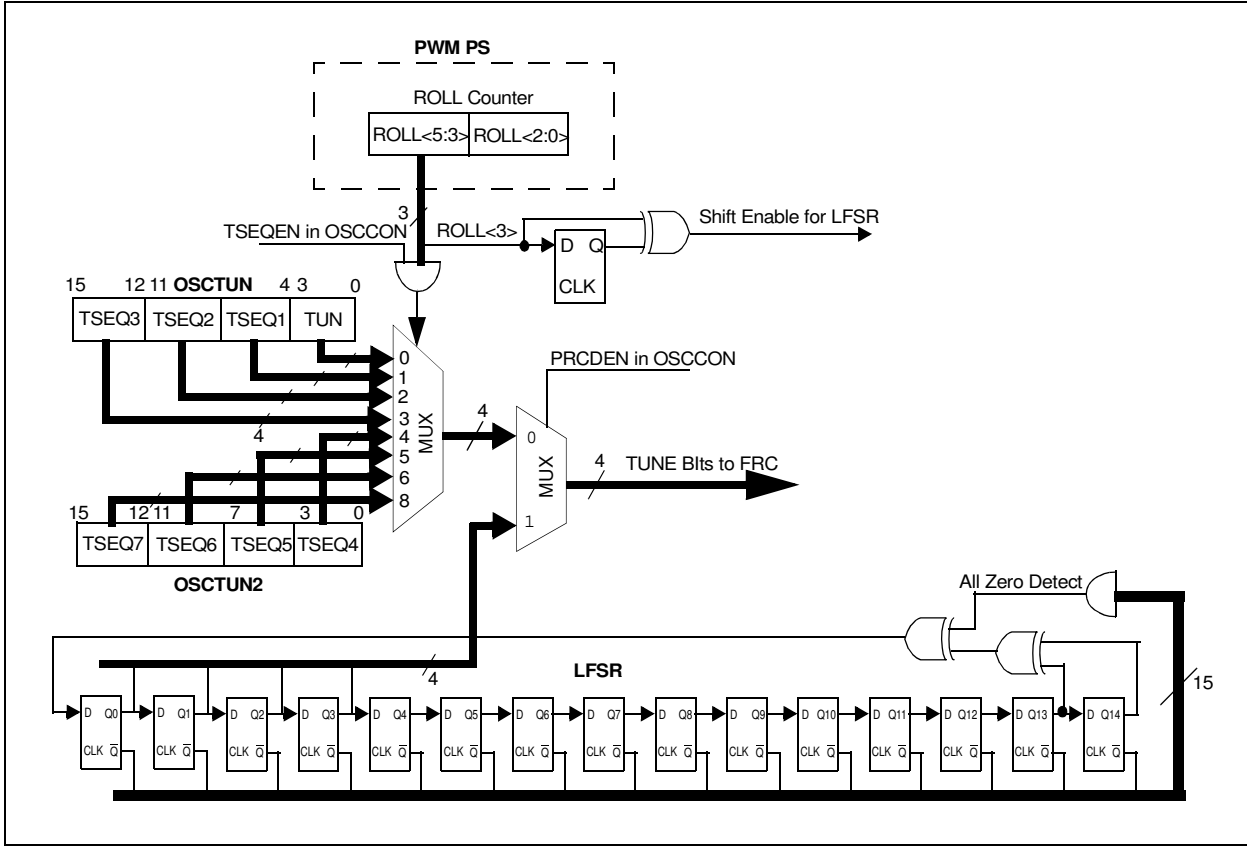 PWM PS
ROLL Counter
ROLL<5:3> ROLL<2:0>
3
TSEQEN in OSCCON
ROLL<3>
Shift Enable for LFSR
D Q
CLK
15 12 11 OSCTUN 4 3 0
TSEQ3 TSEQ2 TSEQ1 TUN
0
1
2
3
4
5
6
8
MUX
4
PRCDEN in OSCCON
4
0
1
MUX
4
TUNE BIts to FRC
15 12 11 7 3 0
TSEQ7 TSEQ6 TSEQ5 TSEQ4
OSCTUN2
All Zero Detect
4
LFSR
15
D Q0 D Q1 D Q2 D Q3 D Q4 D Q5 D Q6 D Q7 D Q8 D Q9 D Q10 D Q11 D Q12 D Q13 D Q14
CLK Q̅ CLK Q̅ CLK Q̅ CLK Q̅ CLK Q̅ CLK Q̅ CLK Q̅ CLK Q̅ CLK Q̅ CLK Q̅ CLK Q̅ CLK Q̅ CLK Q̅ CLK Q̅ CLK Q̅